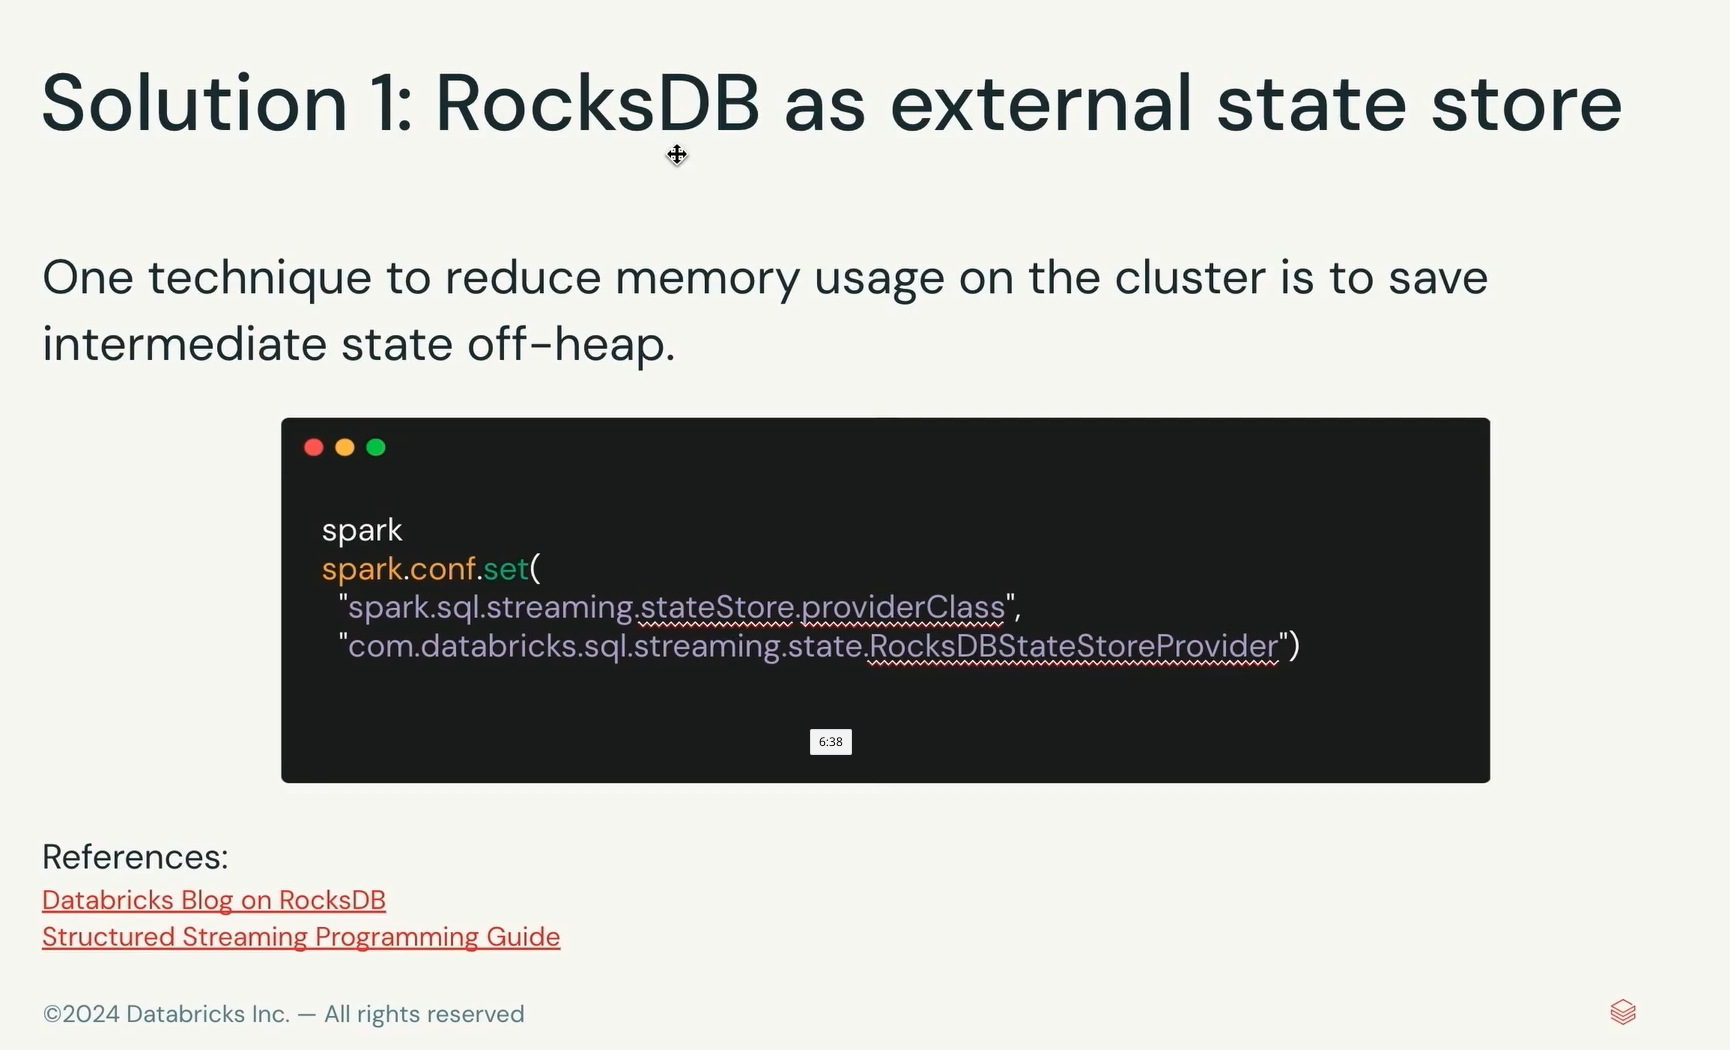 Solution 1: RocksDB as external state store
One technique to reduce memory usage on the cluster is to save
intermediate state off-heap.
spark
spark.conf.set(
"spark.sql.streaming.stateStore.providerClass",
"com.databricks.sql.streaming.state.RocksDBStateStoreProvider")
6:38
References:
Databricks Blog on RocksDB
Structured Streaming Programming Guide
©2024 Databricks Inc. — All rights reserved